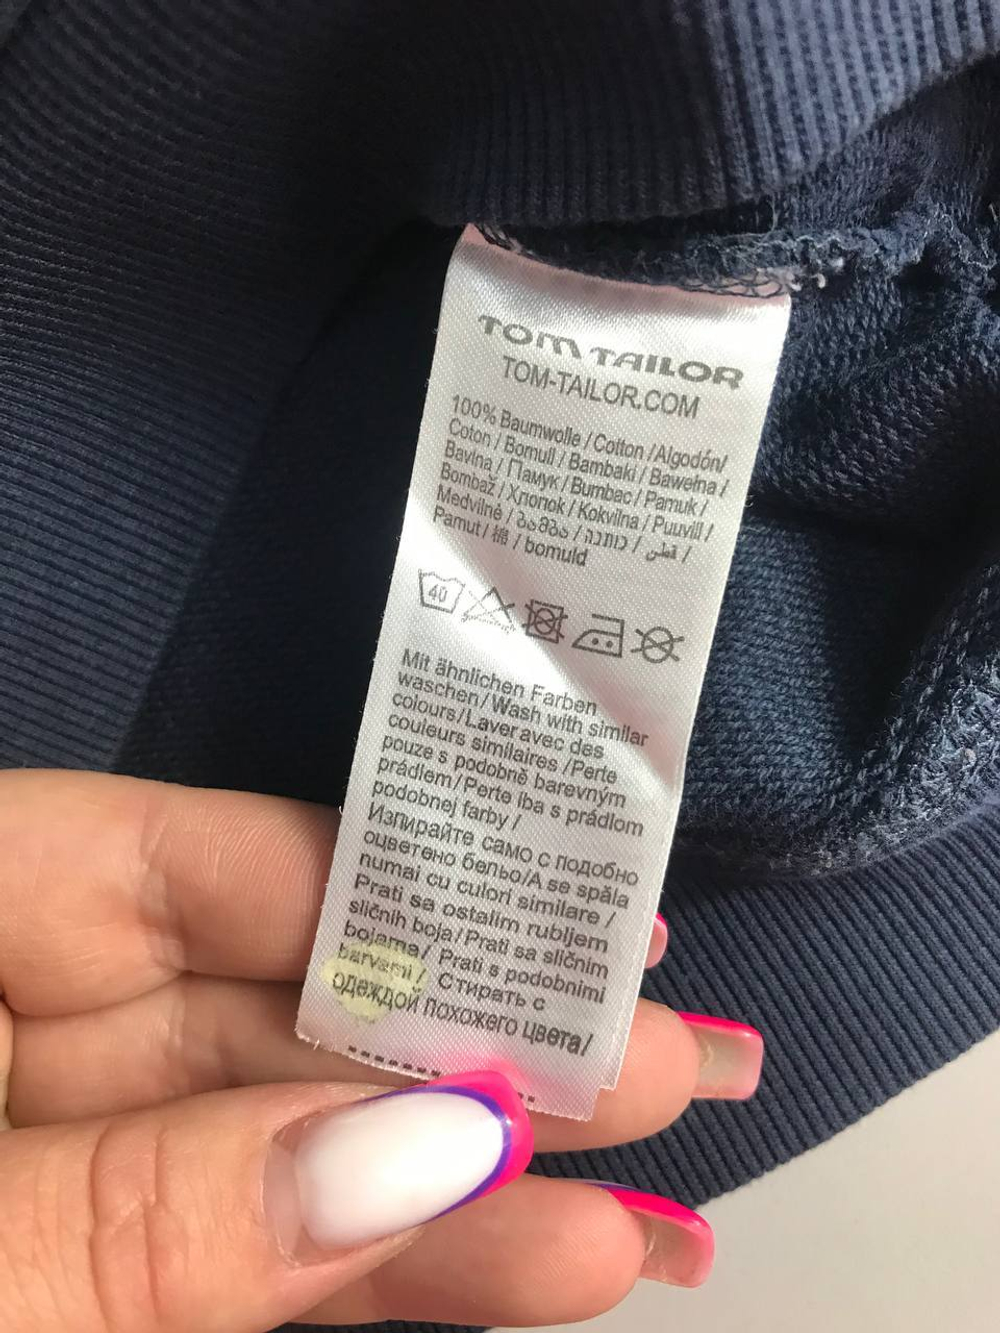 TOM TAILOR
TOM-TAILOR.COM
100% Baumwolle / Cotton / Algodón/
Coton / Bomull / Bambaki / Bawełna /
Bavlna / Памук / Bumbac / Pamuk /
Bombaž / Хлопок / Kokvilna / Puuvill /
Medvilnė / ბამბა / כותנה / قطن /
Pamut / 棉 / bomuld
40
Mit ähnlichen Farben
waschen / Wash with similar
colours / Laver avec des
couleurs similaires / Perte
pouze s podobně barevným
prádlem / Perte iba s prádlom
podobnej farby /
Изпирайте само с подобно
оцветено бельо/A se spăla
numai cu culori similare /
Prati sa ostalim rubljem
sličnih boja / Prati sa sličnim
bojama / Prati s podobnimi
barvami / Стирать с
одеждой похожего цвета/